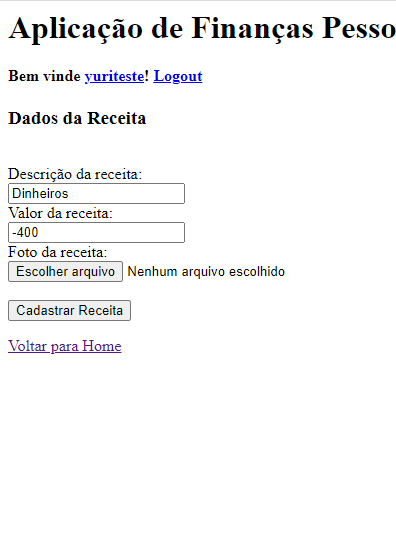 Aplicação de Finanças Pesso
Bem vinde yuriteste! Logout
Dados da Receita
Descrição da receita:
Dinheiros
Valor da receita:
-400
Foto da receita:
Escolher arquivo Nenhum arquivo escolhido
Cadastrar Receita
Voltar para Home